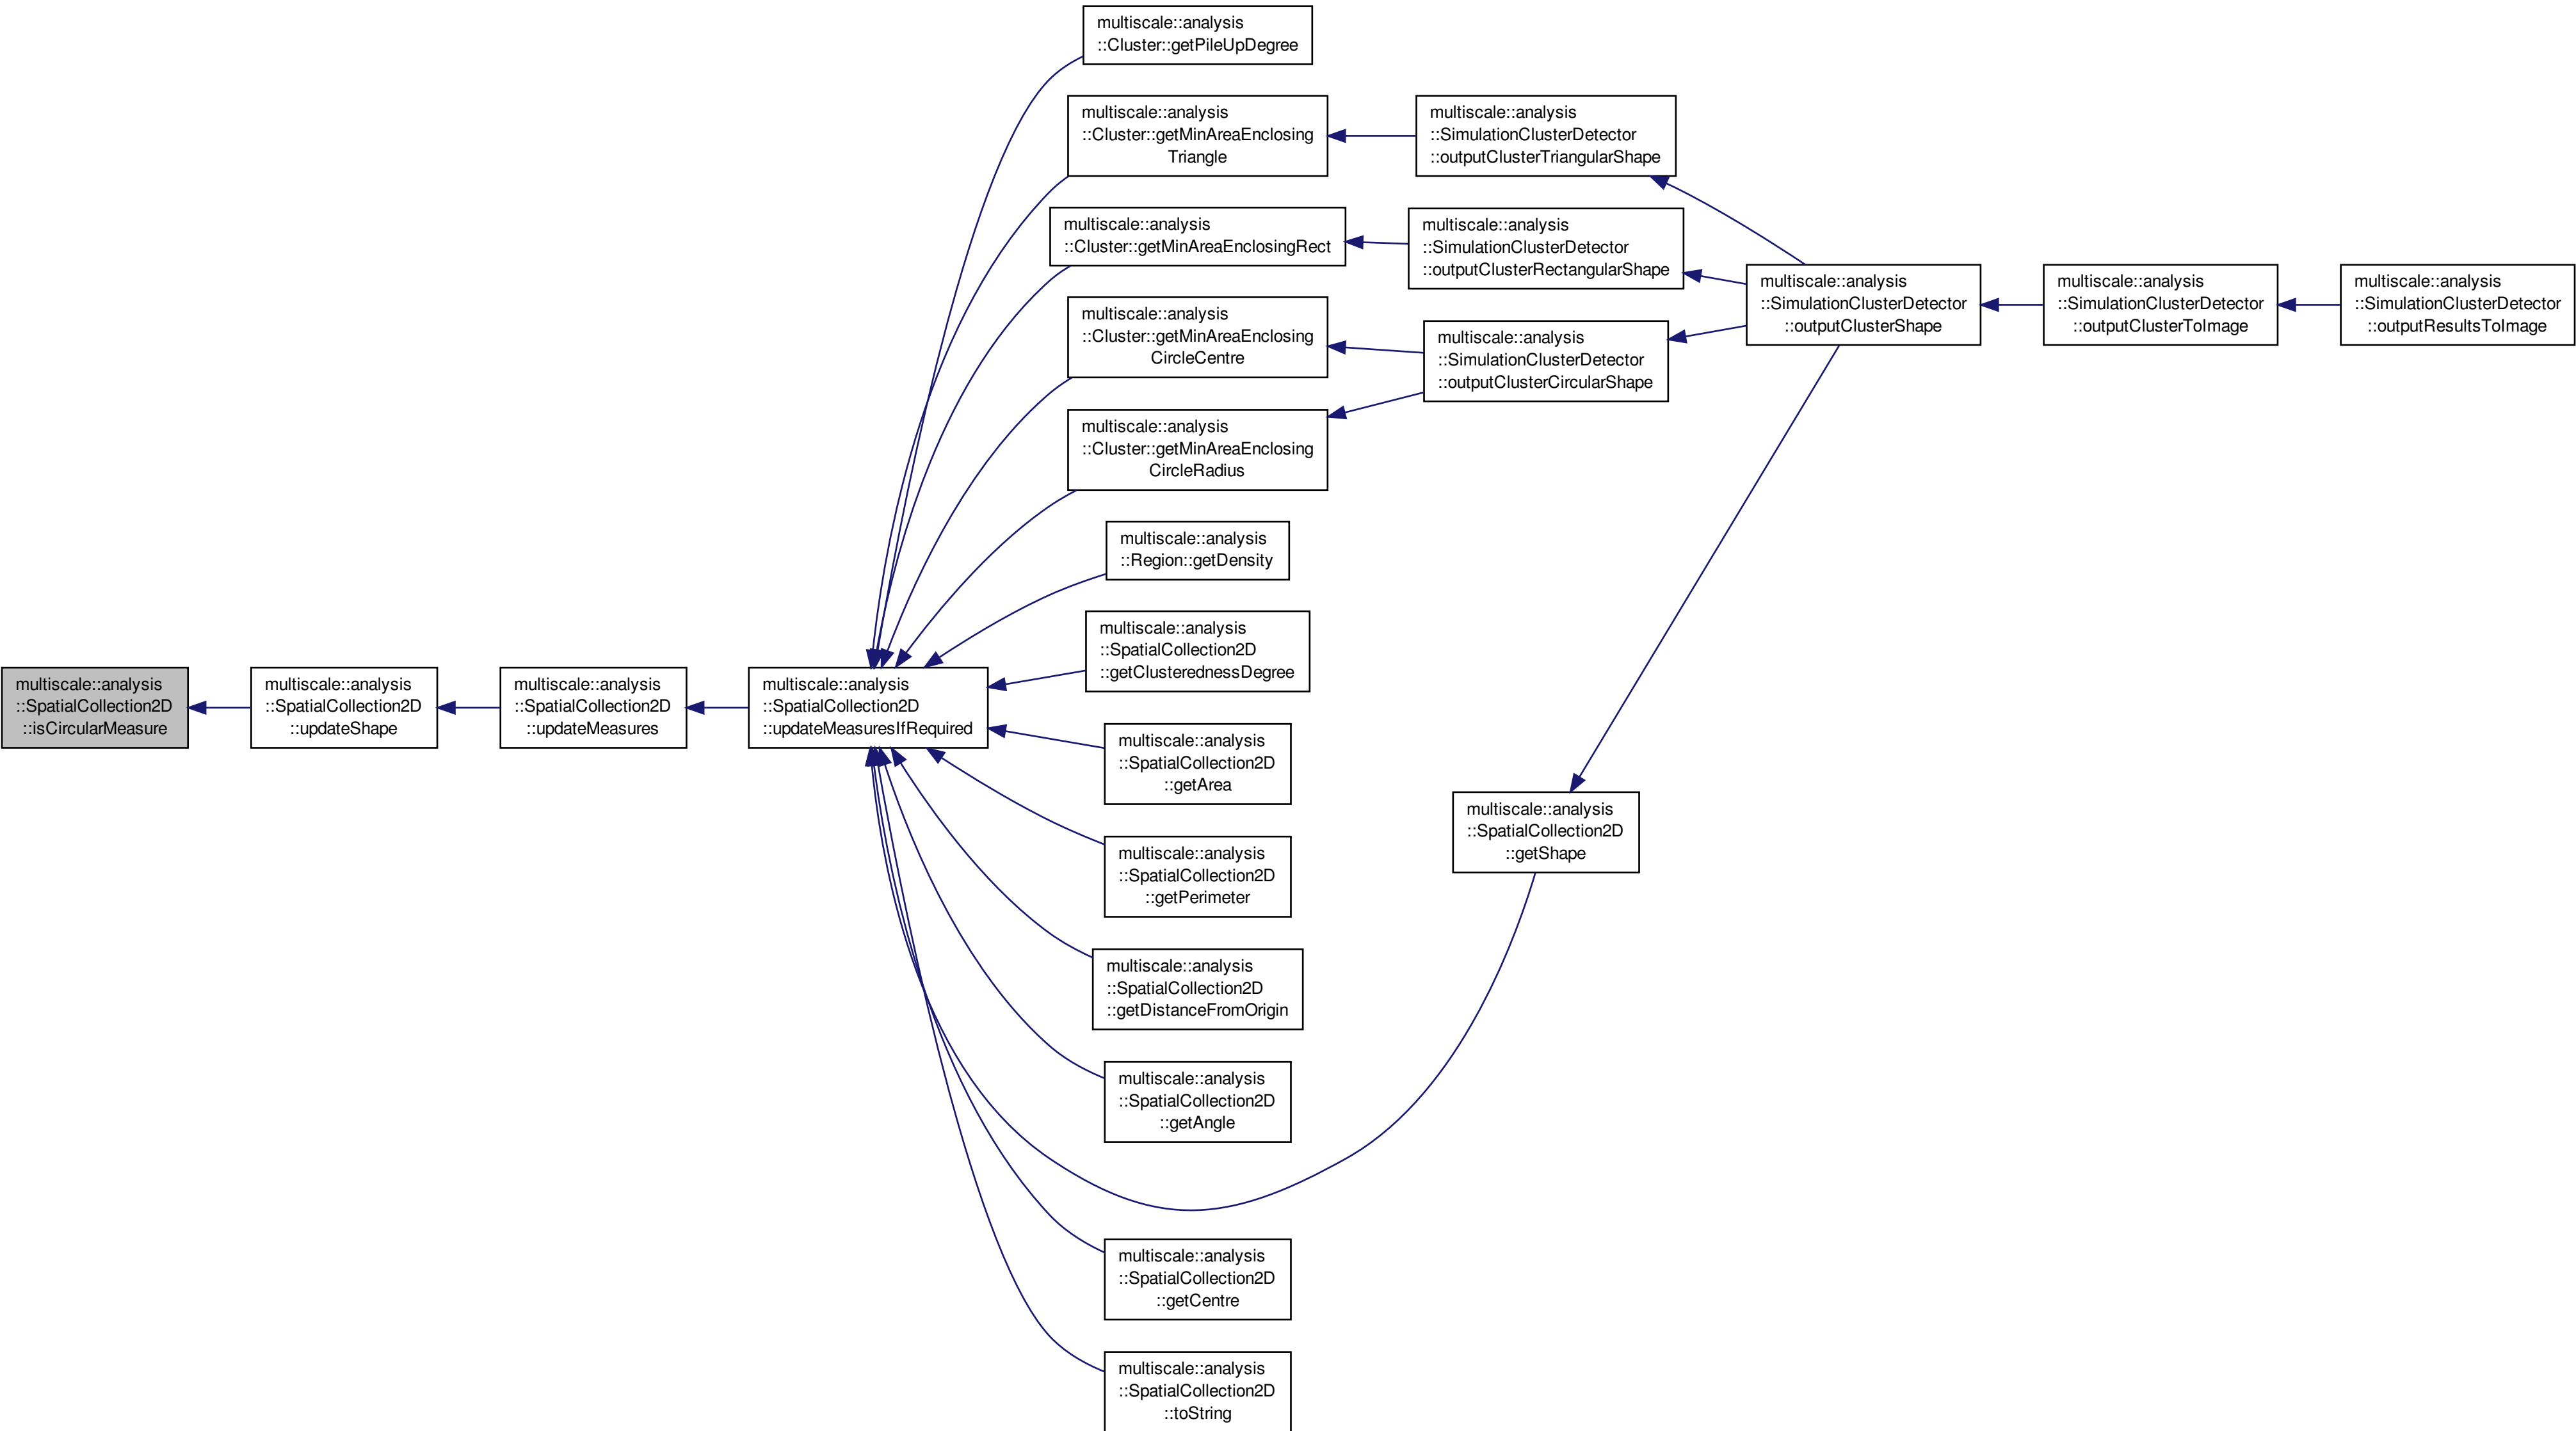 multiscale::analysis
::Cluster::getPileUpDegree
multiscale::analysis
::Cluster::getMinAreaEnclosing
Triangle
multiscale::analysis
::SimulationClusterDetector
::outputClusterTriangularShape
multiscale::analysis
::Cluster::getMinAreaEnclosingRect
multiscale::analysis
::SimulationClusterDetector
::outputClusterRectangularShape
multiscale::analysis
::SimulationClusterDetector
::outputClusterShape
multiscale::analysis
::SimulationClusterDetector
::outputClusterToImage
multiscale::analysis
::SimulationClusterDetector
::outputResultsToImage
multiscale::analysis
::Cluster::getMinAreaEnclosing
CircleCentre
multiscale::analysis
::SimulationClusterDetector
::outputClusterCircularShape
multiscale::analysis
::Cluster::getMinAreaEnclosing
CircleRadius
multiscale::analysis
::Region::getDensity
multiscale::analysis
::SpatialCollection2D
::getClusterednessDegree
multiscale::analysis
::SpatialCollection2D
::isCircularMeasure
multiscale::analysis
::SpatialCollection2D
::updateShape
multiscale::analysis
::SpatialCollection2D
::updateMeasures
multiscale::analysis
::SpatialCollection2D
::updateMeasuresIfRequired
multiscale::analysis
::SpatialCollection2D
::getArea
multiscale::analysis
::SpatialCollection2D
::getShape
multiscale::analysis
::SpatialCollection2D
::getPerimeter
multiscale::analysis
::SpatialCollection2D
::getDistanceFromOrigin
multiscale::analysis
::SpatialCollection2D
::getAngle
multiscale::analysis
::SpatialCollection2D
::getCentre
multiscale::analysis
::SpatialCollection2D
::toString